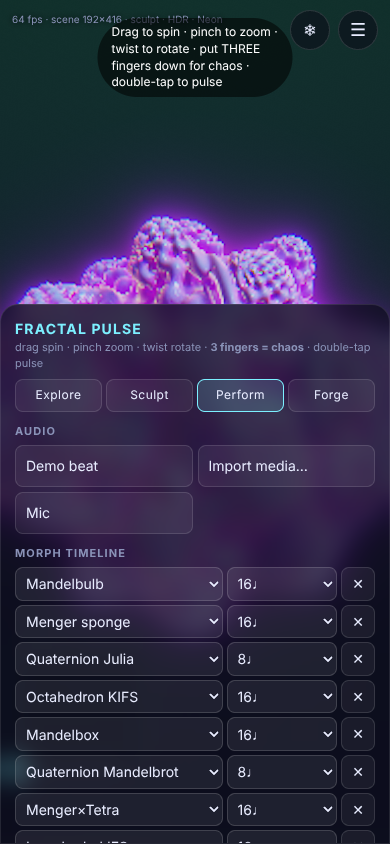 64 fps · scene 192×416 · sculpt · HDR · Neon
Drag to spin · pinch to zoom ·
twist to rotate · put THREE
fingers down for chaos ·
double-tap to pulse
FRACTAL PULSE
drag spin · pinch zoom · twist rotate · 3 fingers = chaos · double-tap
pulse
Explore Sculpt Perform Forge
AUDIO
Demo beat Import media...
Mic
MORPH TIMELINE
Mandelbulb 16♩ ✕
Menger sponge 16♩ ✕
Quaternion Julia 8♩ ✕
Octahedron KIFS 16♩ ✕
Mandelbox 16♩ ✕
Quaternion Mandelbrot 8♩ ✕
Menger×Tetra 16♩ ✕